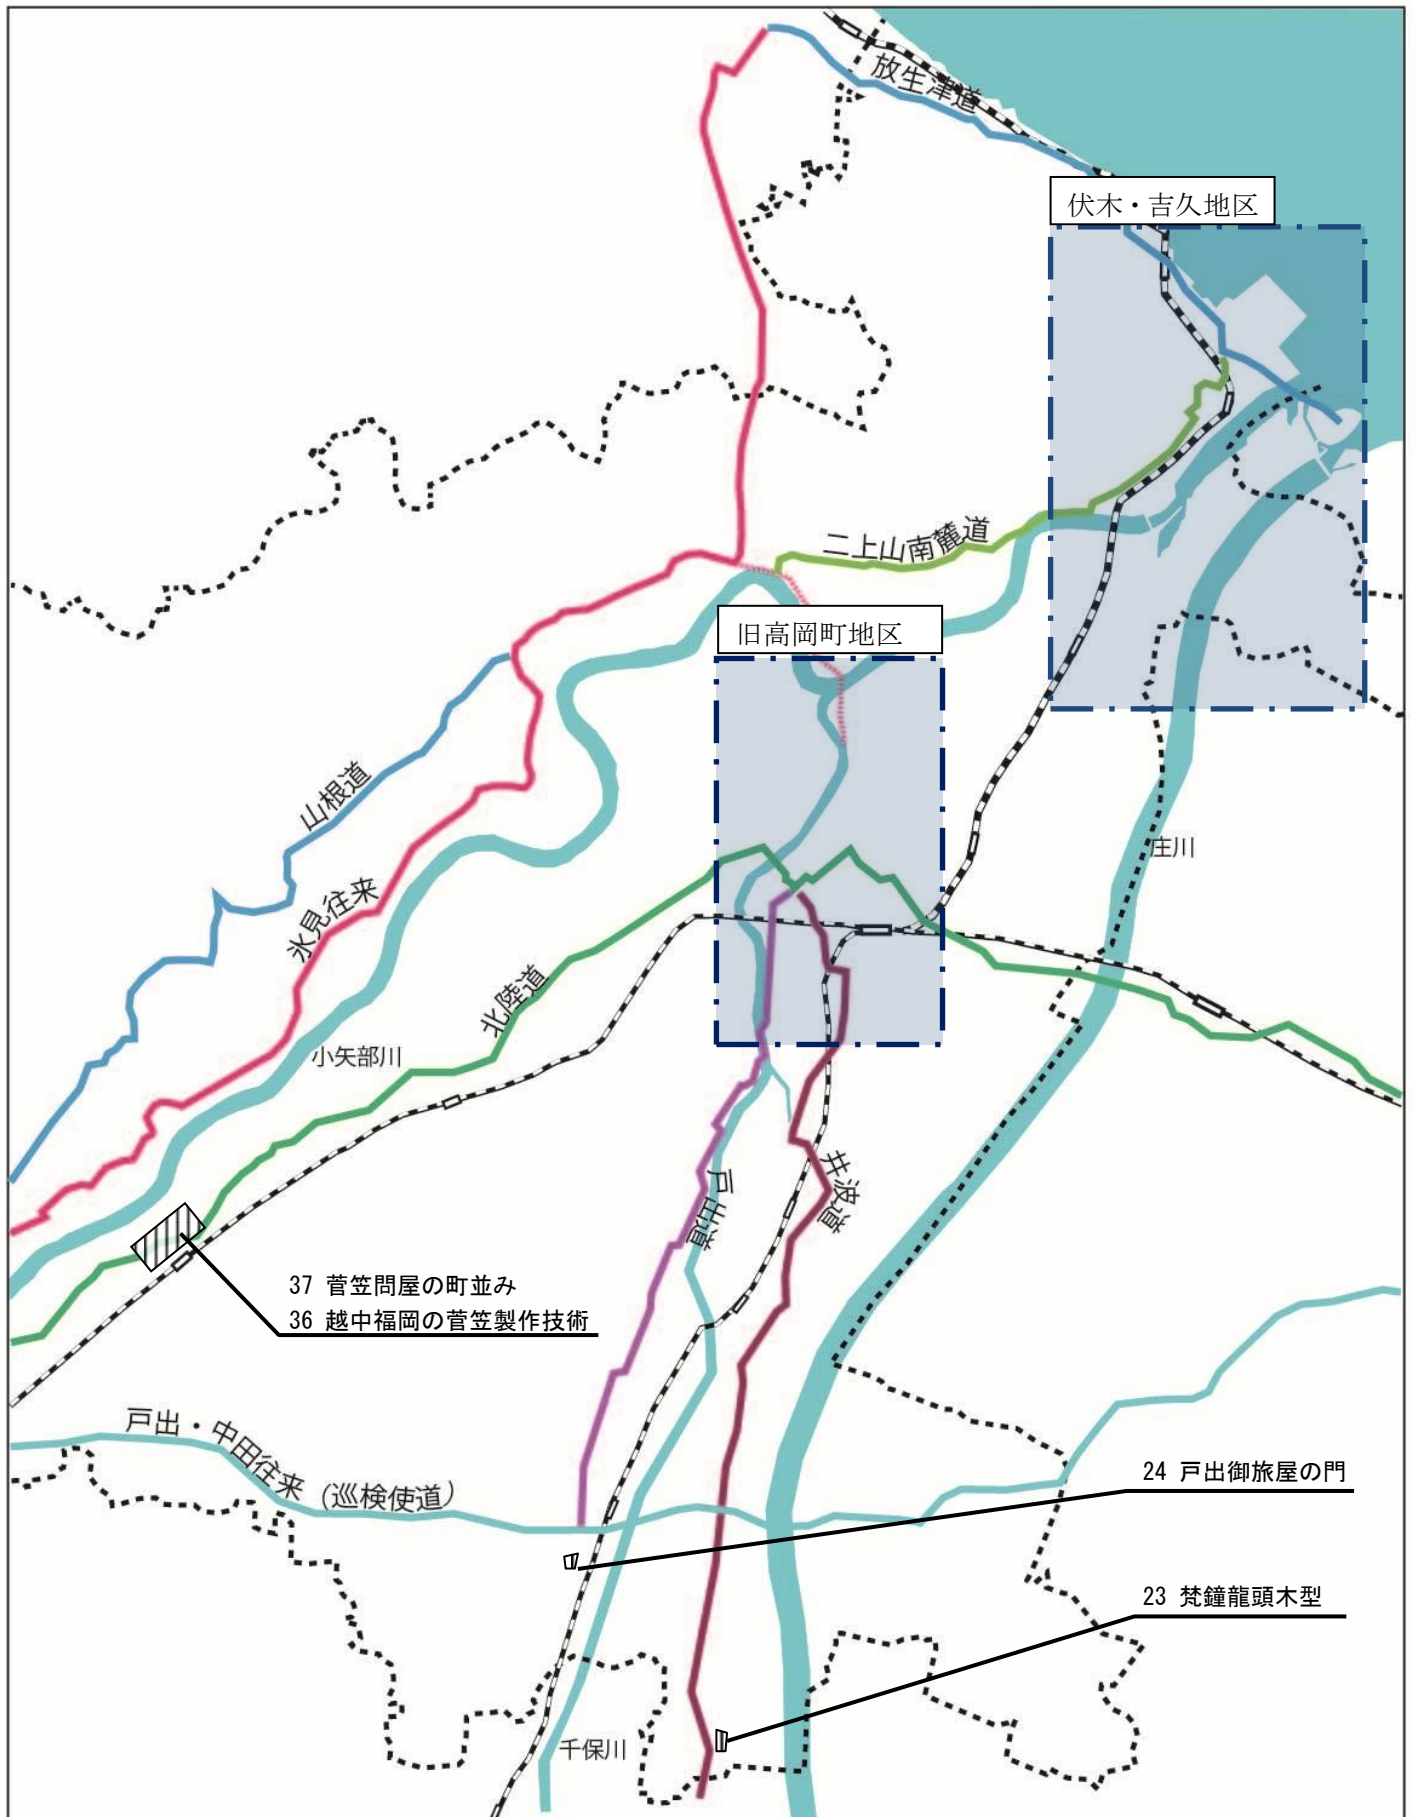 放生津道
伏木・吉久地区
二上山南麓道
旧高岡町地区
山根道
庄川
氷見往来
北陸道
小矢部川
井波道
戸出道
37 菅笠問屋の町並み
36 越中福岡の菅笠製作技術
戸出・中田往来（巡検使道）
24 戸出御旅屋の門
23 梵鐘龍頭木型
千保川